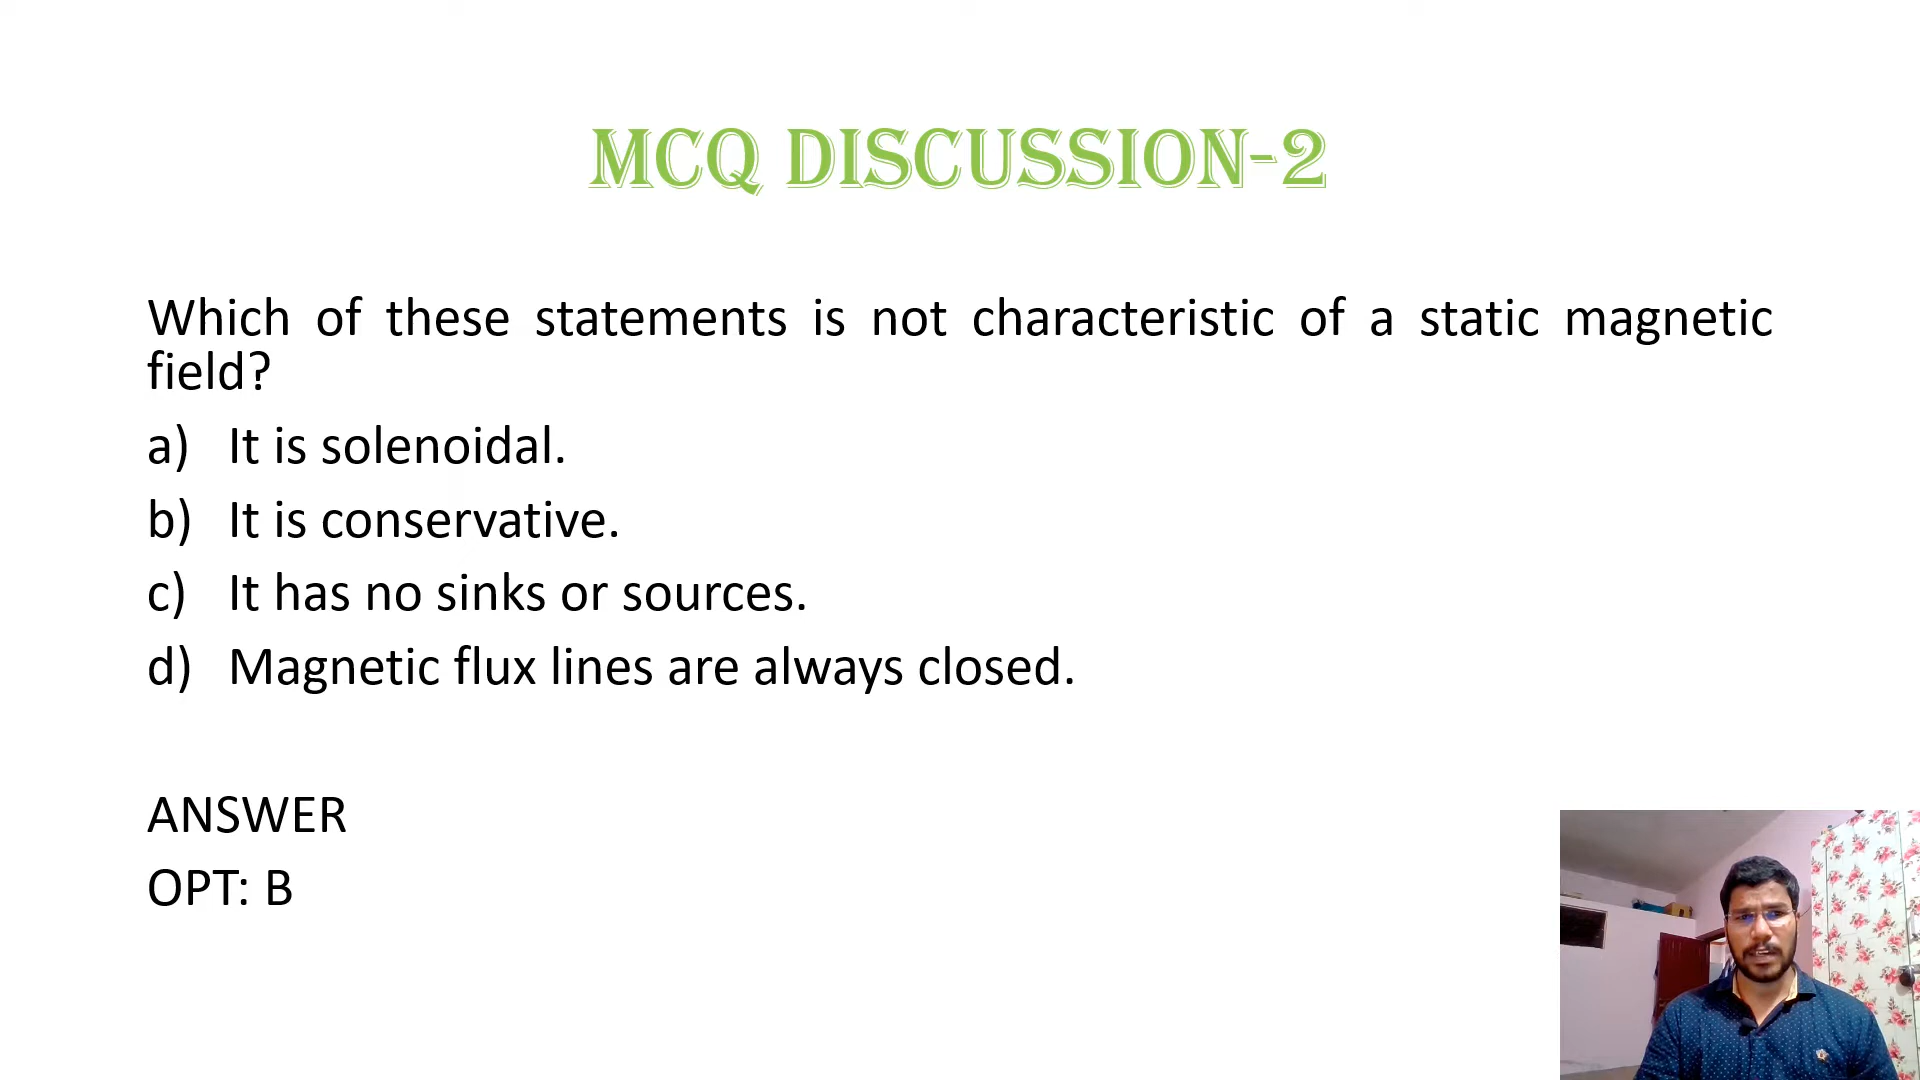 MCQ DISCUSSION-2
Which of these statements is not characteristic of a static magnetic
field?
a) It is solenoidal.
b) It is conservative.
c) It has no sinks or sources.
d) Magnetic flux lines are always closed.
ANSWER
OPT: B